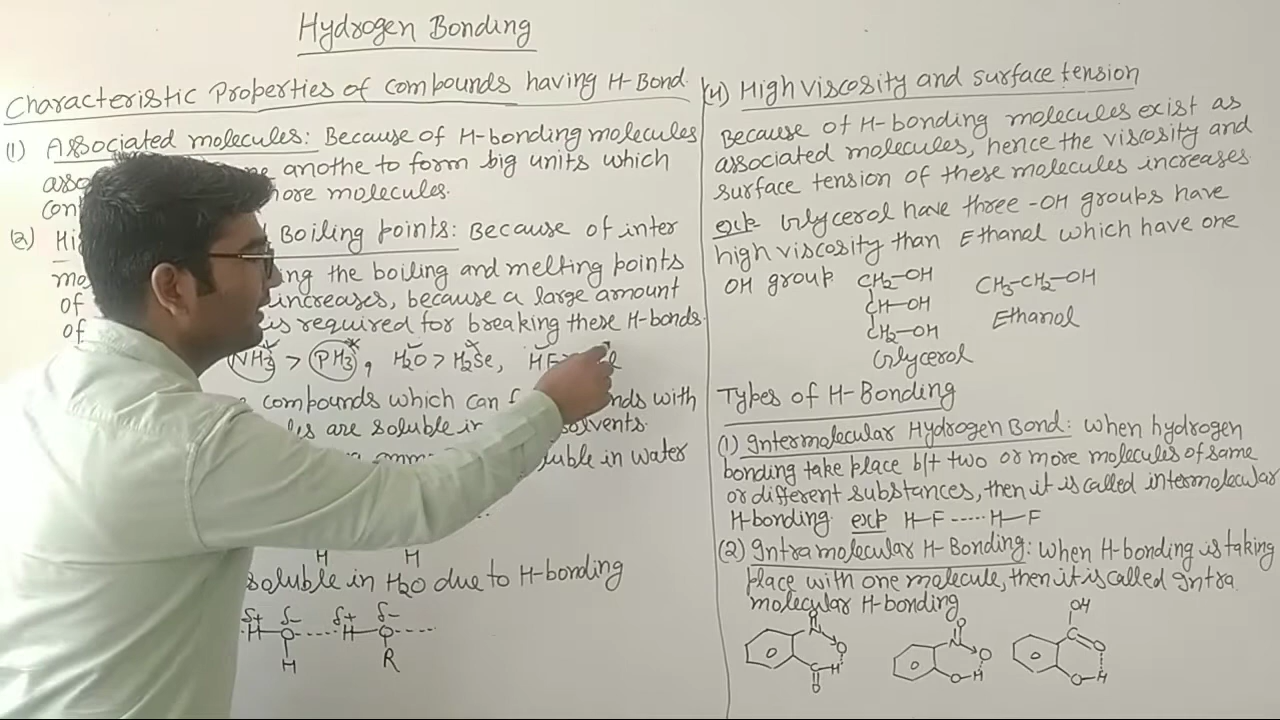 Hydrogen Bonding
Characteristic Properties of compounds having H-Bond.
(1) Associated molecules: Because of H-bonding molecules
anothe to form big units which
more molecules.
(2) Boiling points: Because of inter
the boiling and melting points
of increases, because a large amount
of is required for breaking these H-bonds.
NH3 > PH3, H2O > H2Se, HF >
compounds which can with
are soluble in
in water
H H
soluble in H2O due to H-bonding
δ+ δ- δ+ δ-
H-O-----H-O----
H R
(4) High viscosity and surface tension
Because of H-bonding molecules exist as
associated molecules, hence the viscosity and
surface tension of these molecules increases.
Glycerol have three -OH groups have
high viscosity than Ethanol which have one
OH group.
CH2-OH
CH-OH
CH2-OH
Glycerol
CH3-CH2-OH
Ethanol
Types of H-Bonding
(1) Intermolecular Hydrogen Bond: when hydrogen
bonding take place b/t two or more molecules of same
or different substances, then it is called intermolecular
H-bonding. H-F-----H-F
(2) Intramolecular H-Bonding: when H-bonding is taking
place with one molecule, then it is called Intra
molecular H-bonding
O N O C H O
O N O O H
OH C O O H